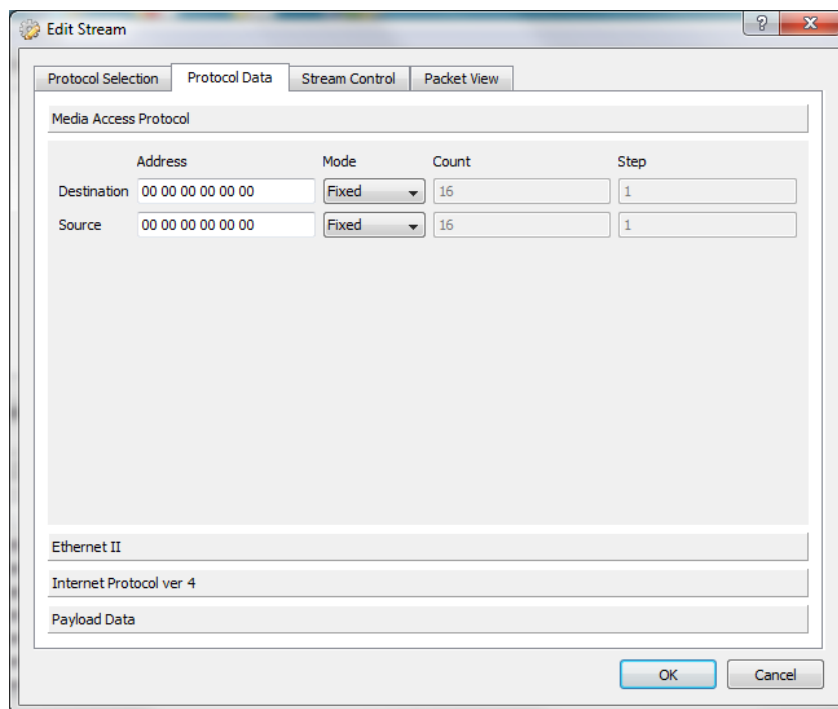 Edit Stream
?
Protocol Selection Protocol Data Stream Control Packet View
Media Access Protocol
Address Mode Count Step
Destination 00 00 00 00 00 00 Fixed 16 1
Source 00 00 00 00 00 00 Fixed 16 1
Ethernet II
Internet Protocol ver 4
Payload Data
OK Cancel